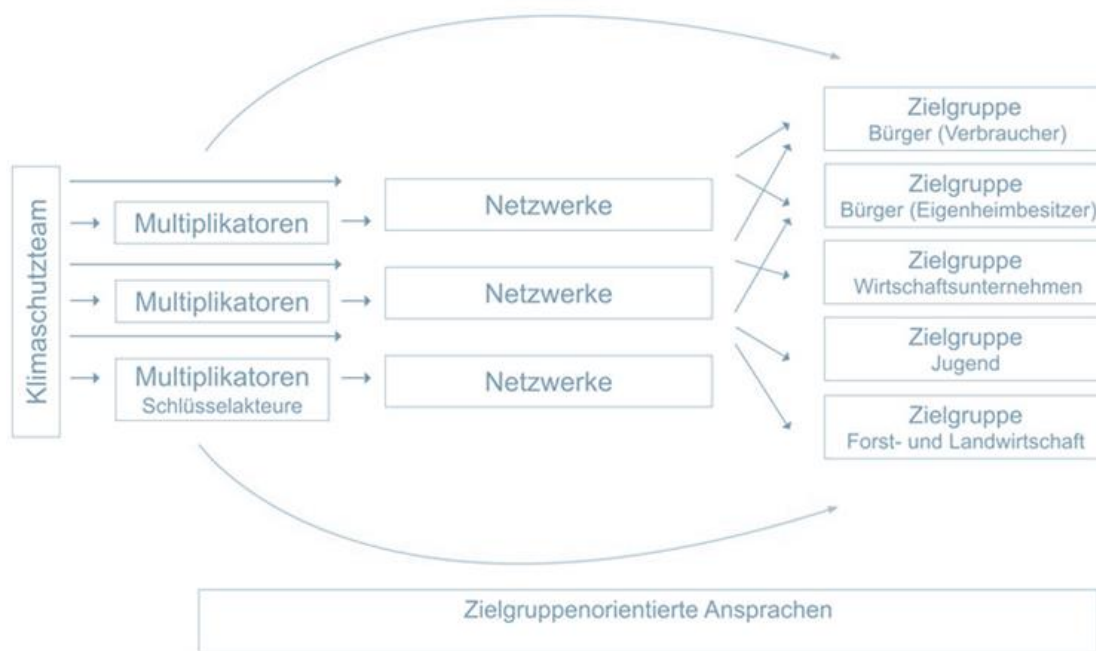 Klimaschutzteam
Multiplikatoren
Multiplikatoren
Multiplikatoren
Schlüsselakteure
Netzwerke
Netzwerke
Netzwerke
Zielgruppe
Bürger (Verbraucher)
Zielgruppe
Bürger (Eigenheimbesitzer)
Zielgruppe
Wirtschaftsunternehmen
Zielgruppe
Jugend
Zielgruppe
Forst- und Landwirtschaft
Zielgruppenorientierte Ansprachen